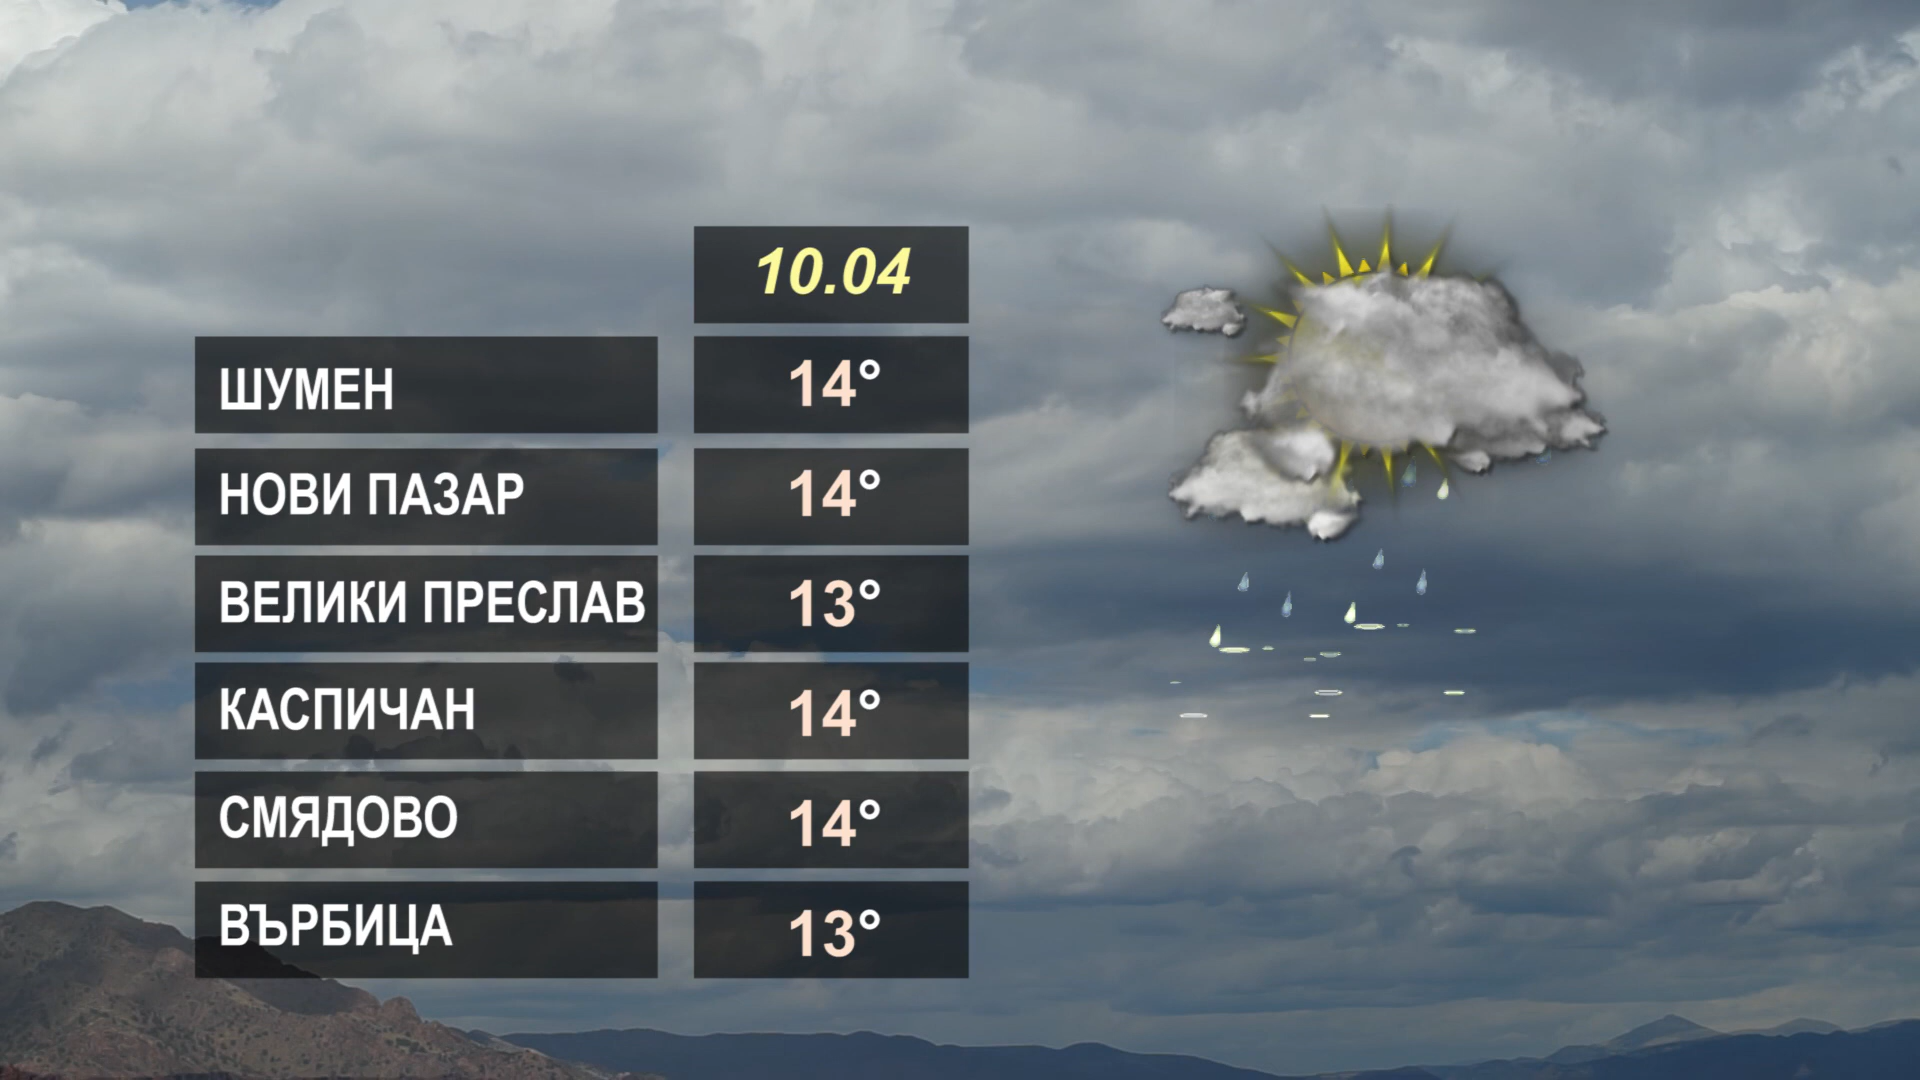 10.04
ШУМЕН 14°
НОВИ ПАЗАР 14°
ВЕЛИКИ ПРЕСЛАВ 13°
КАСПИЧАН 14°
СМЯДОВО 14°
ВЪРБИЦА 13°